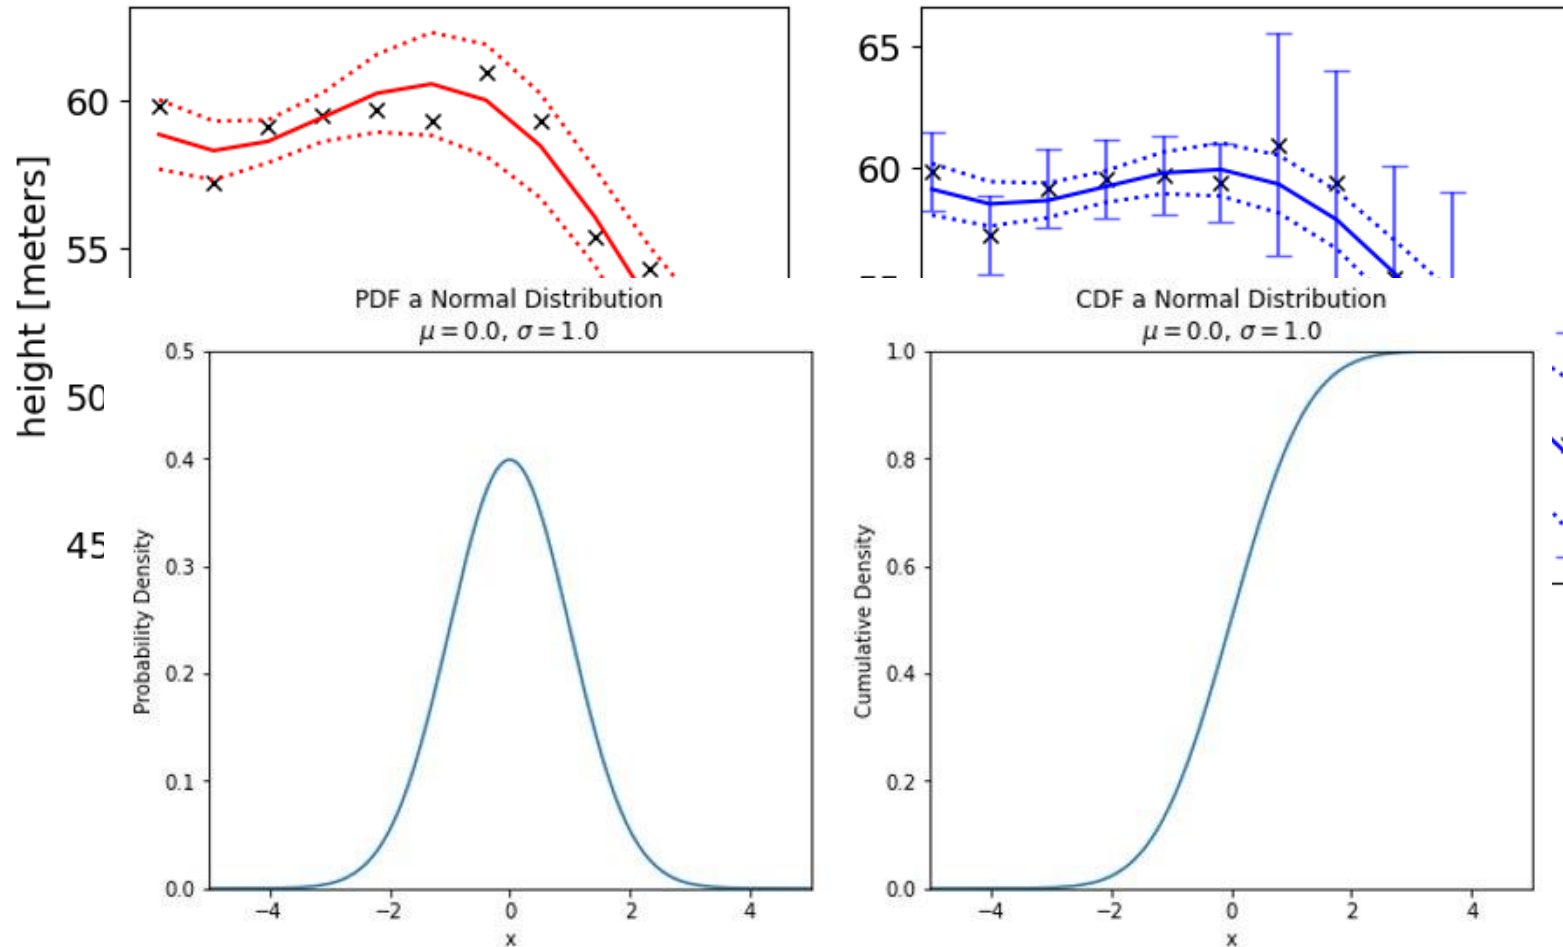 65
60
60
55
height [meters]
50
45
PDF a Normal Distribution
μ = 0.0, σ = 1.0
0.5
0.4
0.3
0.2
0.1
0.0
Probability Density
−4 −2 0 2 4
x
CDF a Normal Distribution
μ = 0.0, σ = 1.0
1.0
0.8
0.6
0.4
0.2
0.0
Cumulative Density
−4 −2 0 2 4
x